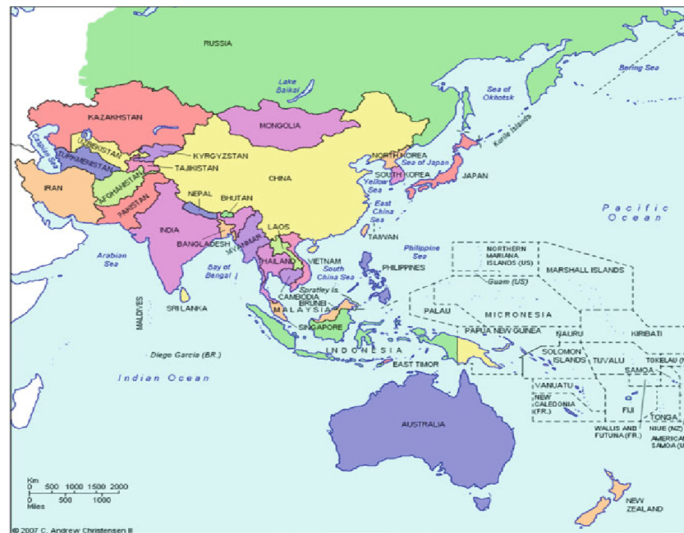 RUSSIA
Bering Sea
Lake
Baikal
Sea of
Okhotsk
KAZAKHSTAN
MONGOLIA
Kurile Islands
Caspian Sea
UZBEKISTAN
TURKMENISTAN
KYRGYZSTAN
TAJIKISTAN
NORTH KOREA
Sea of Japan
SOUTH KOREA
JAPAN
Yellow
Sea
IRAN
AFGHANISTAN
PAKISTAN
NEPAL
BHUTAN
CHINA
East
China
Sea
Pacific
Ocean
INDIA
BANGLADESH
MYANMAR
LAOS
TAIWAN
Arabian
Sea
Bay of
Bengal
THAILAND
VIETNAM
South
China Sea
Philippine
Sea
PHILIPPINES
NORTHERN
MARIANA
ISLANDS (US)
Guam (US)
MARSHALL ISLANDS
MALDIVES
SRI LANKA
Spratley Is.
CAMBODIA
BRUNEI
MALAYSIA
SINGAPORE
PALAU
MICRONESIA
PAPUA NEW GUINEA
NAURU
KIRIBATI
Diego Garcia (BR.)
INDONESIA
EAST TIMOR
SOLOMON
ISLANDS
TUVALU
TOKELAU (N
SAMOA
Indian Ocean
VANUATU
NEW
CALEDONIA
(FR.)
FIJI
TONGA
WALLIS AND
FUTUNA (FR.)
NIUE (NZ)
AMERICAN
SAMOA (U
AUSTRALIA
NEW
ZEALAND
Km
0 500 1000 1500 2000
0 500 1000
Miles
© 2007 C. Andrew Christensen II